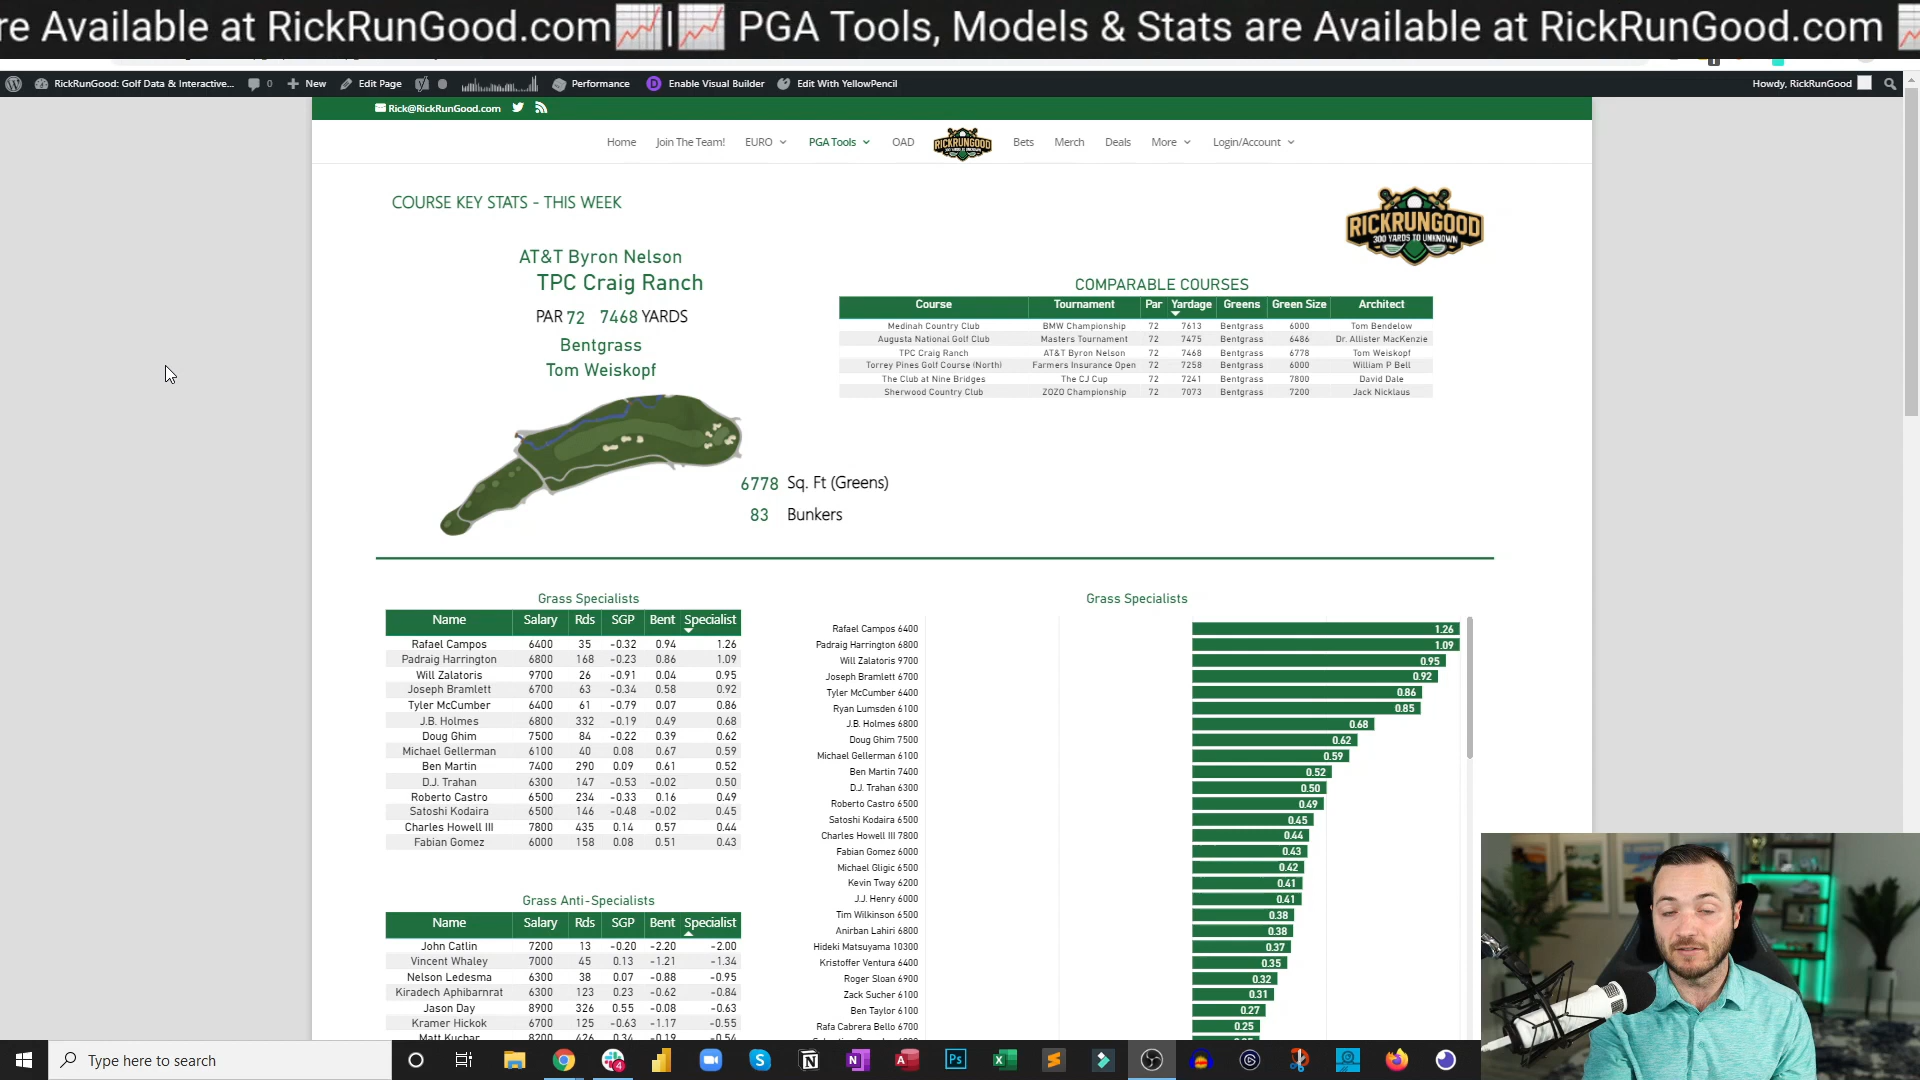 re Available at RickRunGood.com | PGA Tools, Models & Stats are Available at RickRunGood.com
RickRunGood: Golf Data & Interactive... 0 New Edit Page Performance D Enable Visual Builder Edit With YellowPencil Howdy, RickRunGood
Rick@RickRunGood.com
Home Join The Team! EURO PGA Tools OAD RICKRUNGOOD Bets Merch Deals More Login/Account
COURSE KEY STATS - THIS WEEK
RICKRUNGOOD
300 YARDS TO UNKNOWN
AT&T Byron Nelson
TPC Craig Ranch
PAR 72 7468 YARDS
Bentgrass
Tom Weiskopf
6778 Sq. Ft (Greens)
83 Bunkers
COMPARABLE COURSES
Course Tournament Par Yardage Greens Green Size Architect
Medinah Country Club BMW Championship 72 7613 Bentgrass 6000 Tom Bendelow
Augusta National Golf Club Masters Tournament 72 7475 Bentgrass 6486 Dr. Allister MacKenzie
TPC Craig Ranch AT&T Byron Nelson 72 7468 Bentgrass 6778 Tom Weiskopf
Torrey Pines Golf Course (North) Farmers Insurance Open 72 7258 Bentgrass 6000 William P Bell
The Club at Nine Bridges The CJ Cup 72 7241 Bentgrass 7800 David Dale
Sherwood Country Club ZOZO Championship 72 7073 Bentgrass 7200 Jack Nicklaus
Grass Specialists
Name Salary Rds SGP Bent Specialist
Rafael Campos 6400 35 -0.32 0.94 1.26
Padraig Harrington 6800 168 -0.23 0.86 1.09
Will Zalatoris 9700 26 -0.91 0.04 0.95
Joseph Bramlett 6700 63 -0.34 0.58 0.92
Tyler McCumber 6400 61 -0.79 0.07 0.86
J.B. Holmes 6800 332 -0.19 0.49 0.68
Doug Ghim 7500 84 -0.22 0.39 0.62
Michael Gellerman 6100 40 0.08 0.67 0.59
Ben Martin 7400 290 0.09 0.61 0.52
D.J. Trahan 6300 147 -0.53 -0.02 0.50
Roberto Castro 6500 234 -0.33 0.16 0.49
Satoshi Kodaira 6500 146 -0.48 -0.02 0.45
Charles Howell III 7800 435 0.14 0.57 0.44
Fabian Gomez 6000 158 0.08 0.51 0.43
Grass Anti-Specialists
Name Salary Rds SGP Bent Specialist
John Catlin 7200 13 -0.20 -2.20 -2.00
Vincent Whaley 7000 45 0.13 -1.21 -1.34
Nelson Ledesma 6300 38 0.07 -0.88 -0.95
Kiradech Aphibarnrat 6300 123 0.23 -0.62 -0.84
Jason Day 8900 326 0.55 -0.08 -0.63
Kramer Hickok 6700 125 -0.63 -1.17 -0.55
Matt Kuchar 8200 426 0.34 -0.19 -0.54
Grass Specialists
Rafael Campos 6400 1.26
Padraig Harrington 6800 1.09
Will Zalatoris 9700 0.95
Joseph Bramlett 6700 0.92
Tyler McCumber 6400 0.86
Ryan Lumsden 6100 0.85
J.B. Holmes 6800 0.68
Doug Ghim 7500 0.62
Michael Gellerman 6100 0.59
Ben Martin 7400 0.52
D.J. Trahan 6300 0.50
Roberto Castro 6500 0.49
Satoshi Kodaira 6500 0.45
Charles Howell III 7800 0.44
Fabian Gomez 6000 0.43
Michael Gligic 6500 0.42
Kevin Tway 6200 0.41
J.J. Henry 6000 0.41
Tim Wilkinson 6500 0.38
Anirban Lahiri 6800 0.38
Hideki Matsuyama 10300 0.37
Kristoffer Ventura 6400 0.35
Roger Sloan 6900 0.32
Zack Sucher 6100 0.31
Ben Taylor 6100 0.27
Rafa Cabrera Bello 6700 0.25
Type here to search